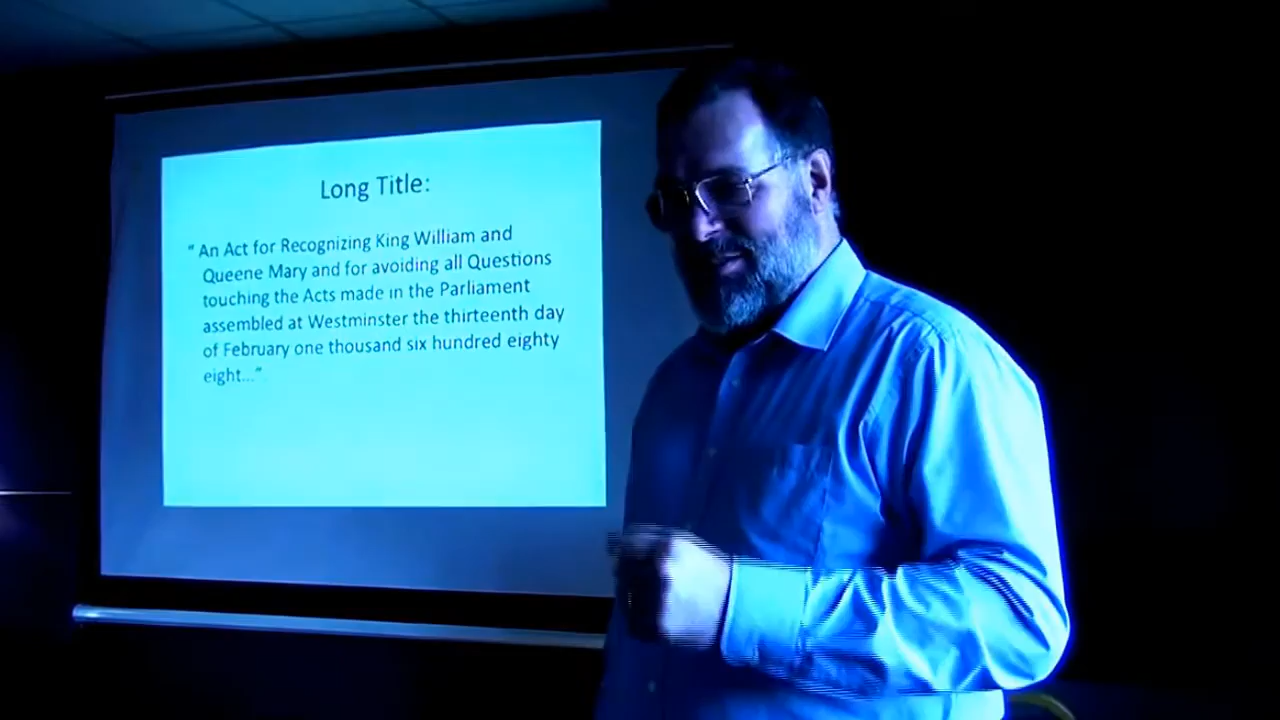 Long Title:
“ An Act for Recognizing King William and
Queene Mary and for avoiding all Questions
touching the Acts made in the Parliament
assembled at Westminster the thirteenth day
of February one thousand six hundred eighty
eight...”